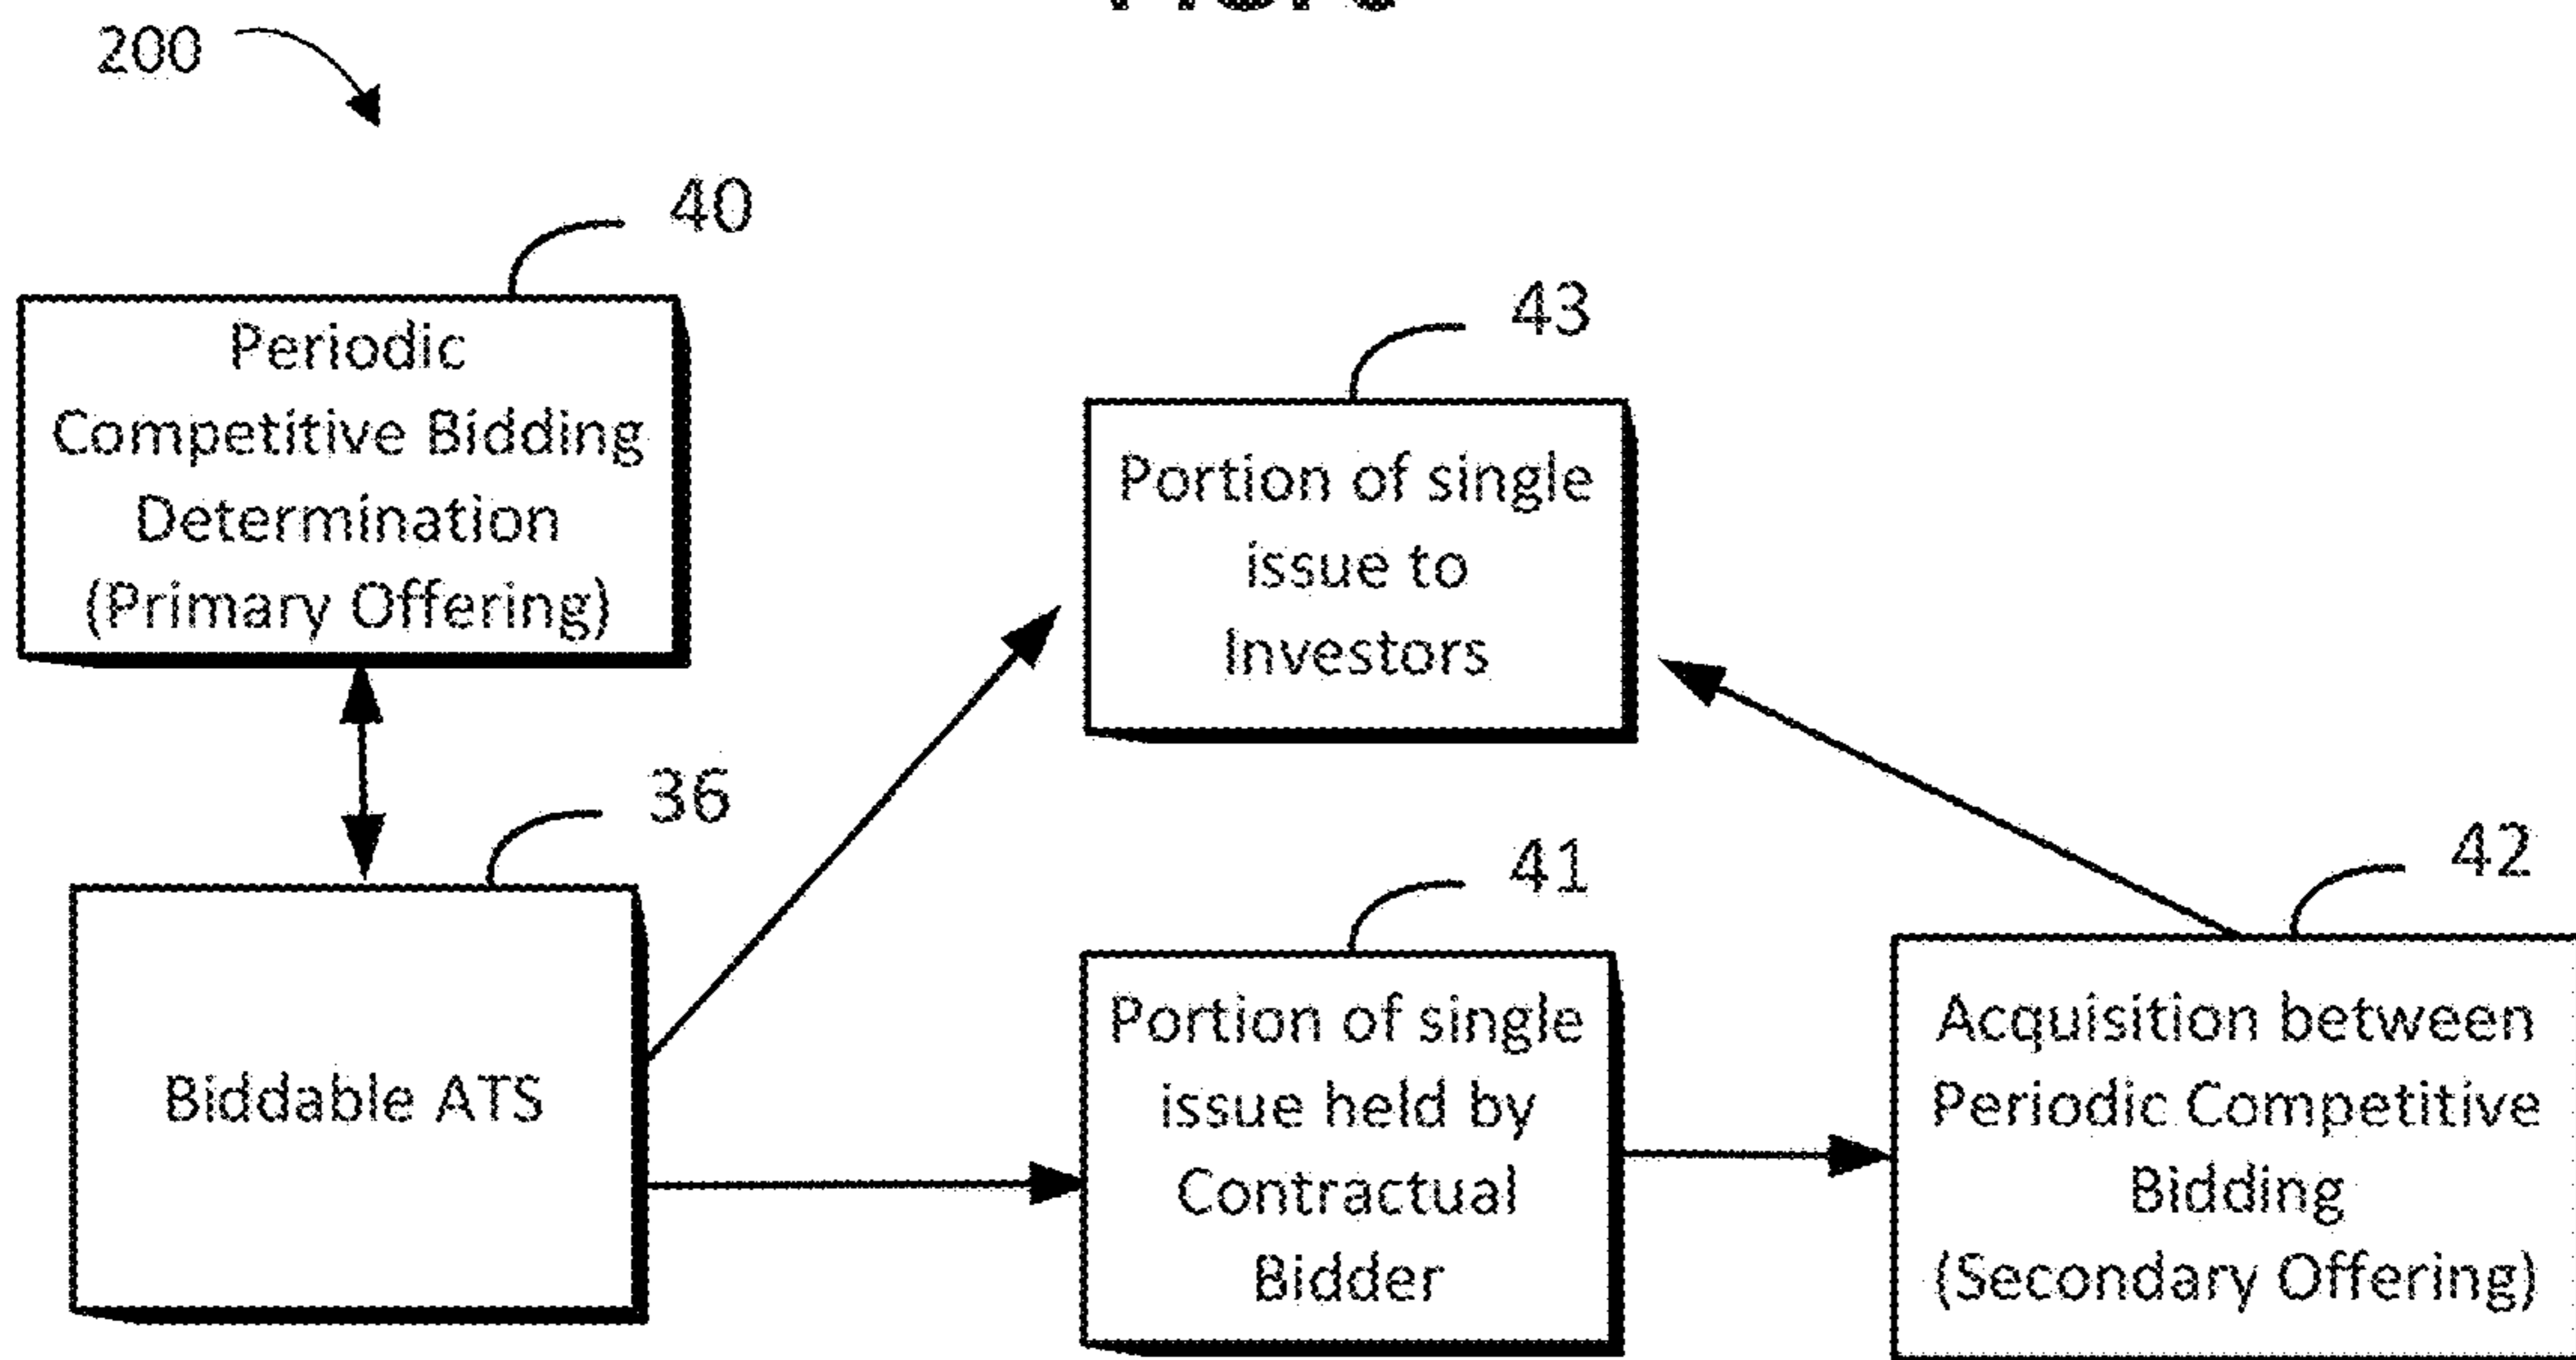 200
40
Periodic
Competitive Bidding
Determination
(Primary Offering)
43
Portion of single
issue to
Investors
36
Biddable ATS
41
Portion of single
issue held by
Contractual
Bidder
42
Acquisition between
Periodic Competitive
Bidding
(Secondary Offering)